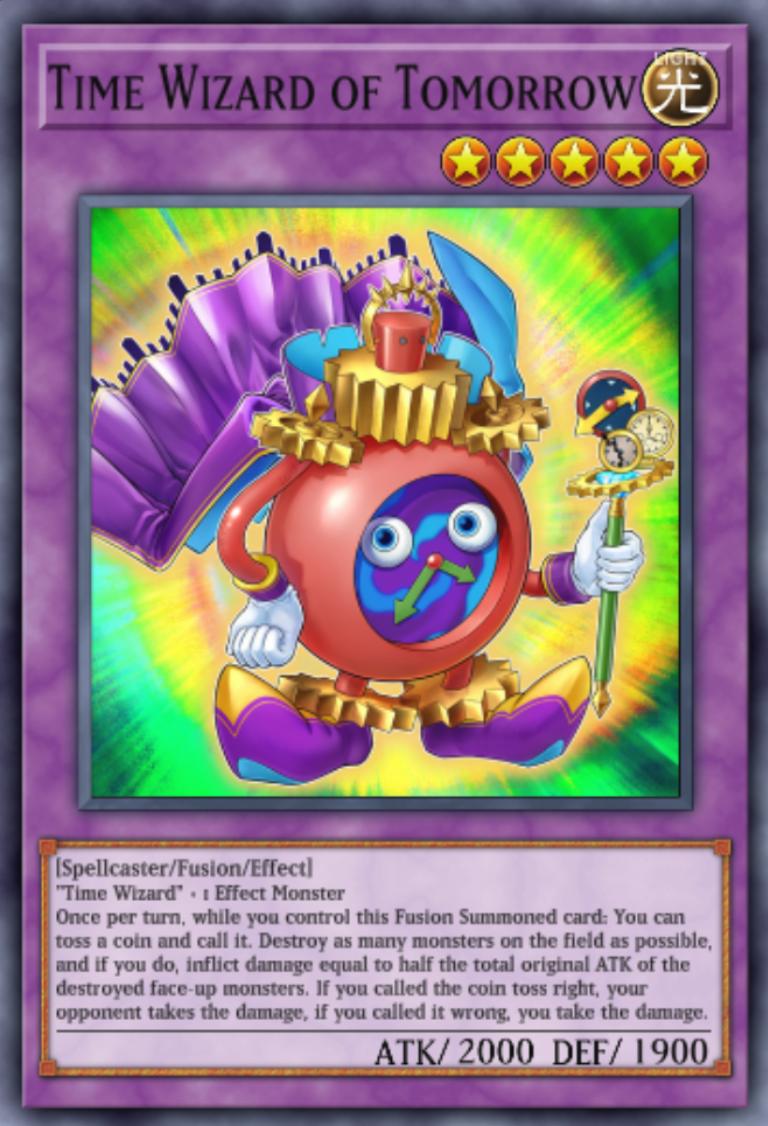 TIME WIZARD OF TOMORROW
LIGHT
光
[Spellcaster/Fusion/Effect]
"Time Wizard" + 1 Effect Monster
Once per turn, while you control this Fusion Summoned card: You can
toss a coin and call it. Destroy as many monsters on the field as possible,
and if you do, inflict damage equal to half the total original ATK of the
destroyed face-up monsters. If you called the coin toss right, your
opponent takes the damage, if you called it wrong, you take the damage.
ATK/ 2000 DEF/ 1900